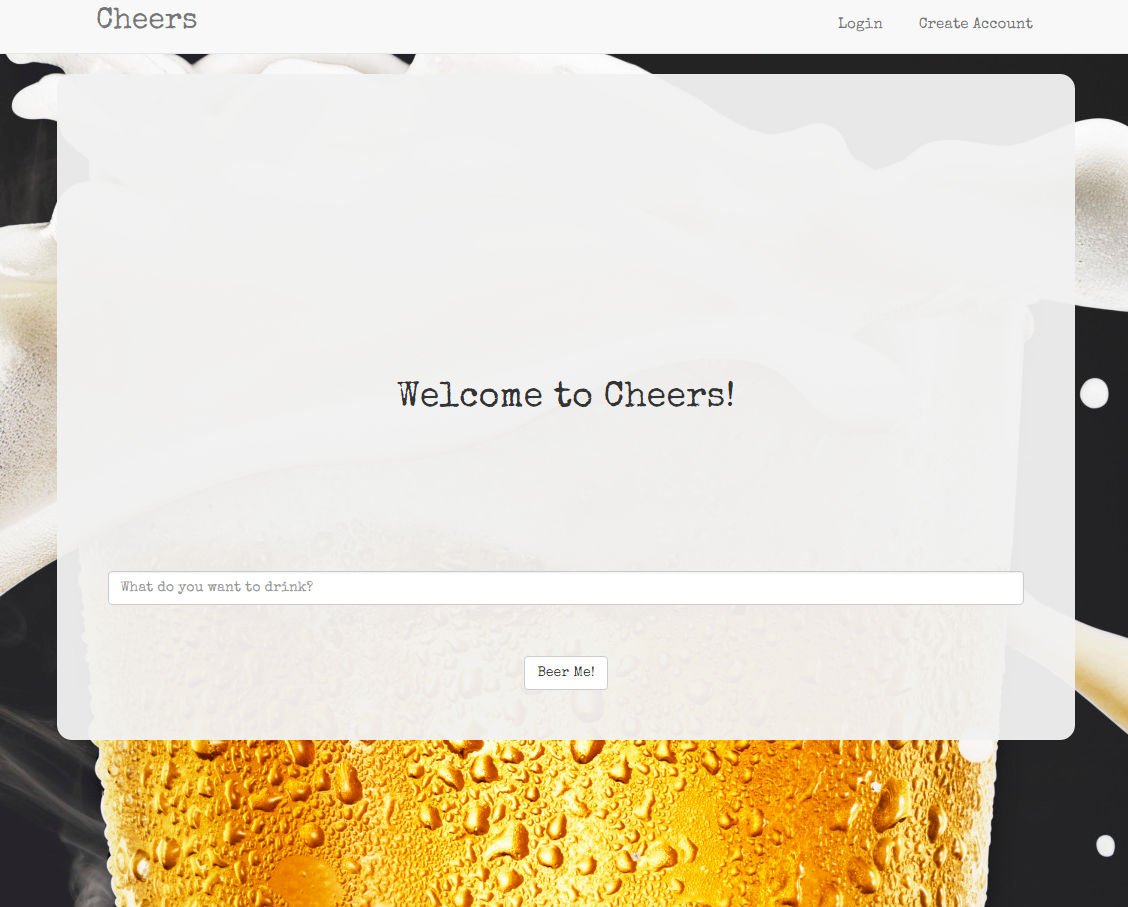 Cheers
Login
Create Account
Welcome to Cheers!
What do you want to drink?
Beer Me!